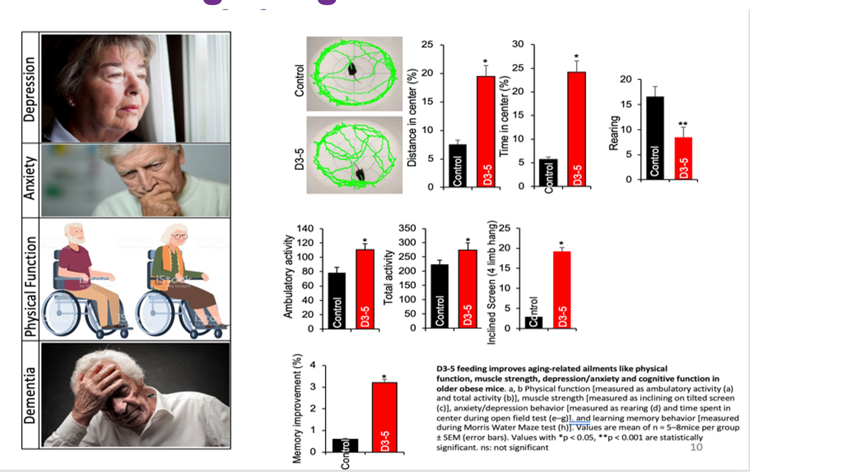 Depression
Anxiety
Physical Function
Dementia
iStock
iStock
Control
D3-5
Distance in center (%)
25
20
15
10
5
0
*
Control
D3-5
Time in center (%)
30
25
20
15
10
5
0
*
Control
D3-5
Rearing
20
15
10
5
0
**
Control
D3-5
Ambulatory activity
140
120
100
80
60
40
20
0
*
Control
D3-5
Total activity
350
300
250
200
150
100
50
0
*
Control
D3-5
Inclined Screen (4 limb hang)
25
20
15
10
5
0
*
Control
D3-5
Memory improvement (%)
4
3
2
1
0
*
Control
D3-5
D3-5 feeding improves aging-related ailments like physical
function, muscle strength, depression/anxiety and cognitive function in
older obese mice. a, b Physical function [measured as ambulatory activity (a)
and total activity (b)], muscle strength [measured as inclining on tilted screen
(c)], anxiety/depression behavior [measured as rearing (d) and time spent in
center during open field test (e–g)], and learning memory behavior [measured
during Morris Water Maze test (h)]. Values are mean of n = 5–8mice per group
± SEM (error bars). Values with *p < 0.05, **p < 0.001 are statistically
significant. ns: not significant
10